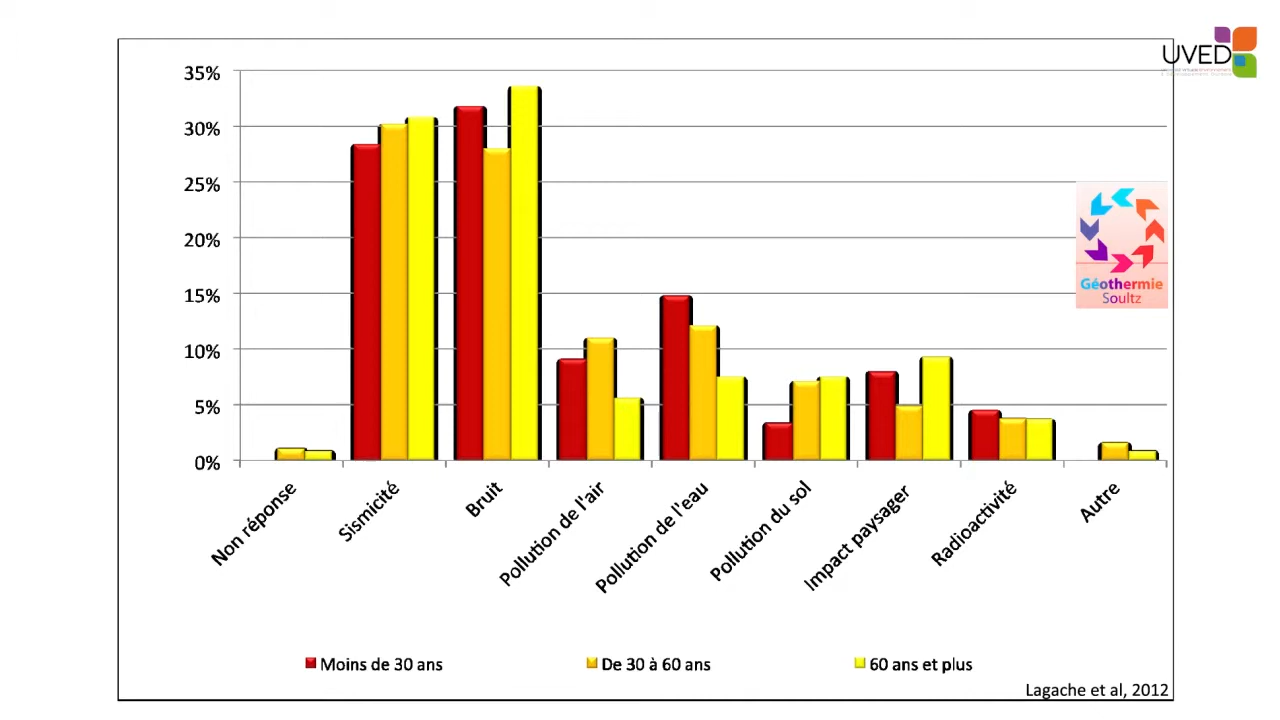 UVED
35%
30%
25%
20%
15%
10%
5%
0%
Géothermie
Soultz
Non réponse
Sismicité
Bruit
Pollution de l'air
Pollution de l'eau
Pollution du sol
Impact paysager
Radioactivité
Autre
Moins de 30 ans
De 30 à 60 ans
60 ans et plus
Lagache et al, 2012